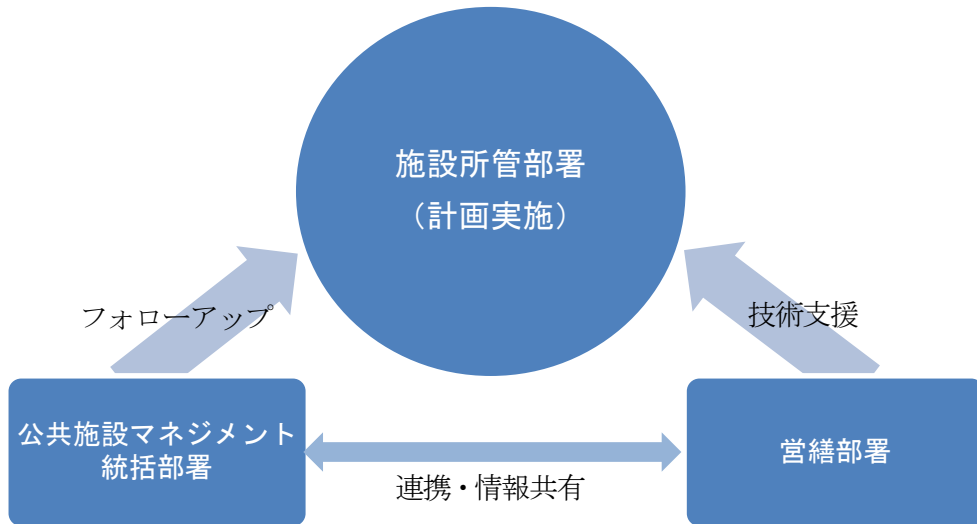 施設所管部署
（計画実施）
フォローアップ
技術支援
公共施設マネジメント
統括部署
営繕部署
連携・情報共有